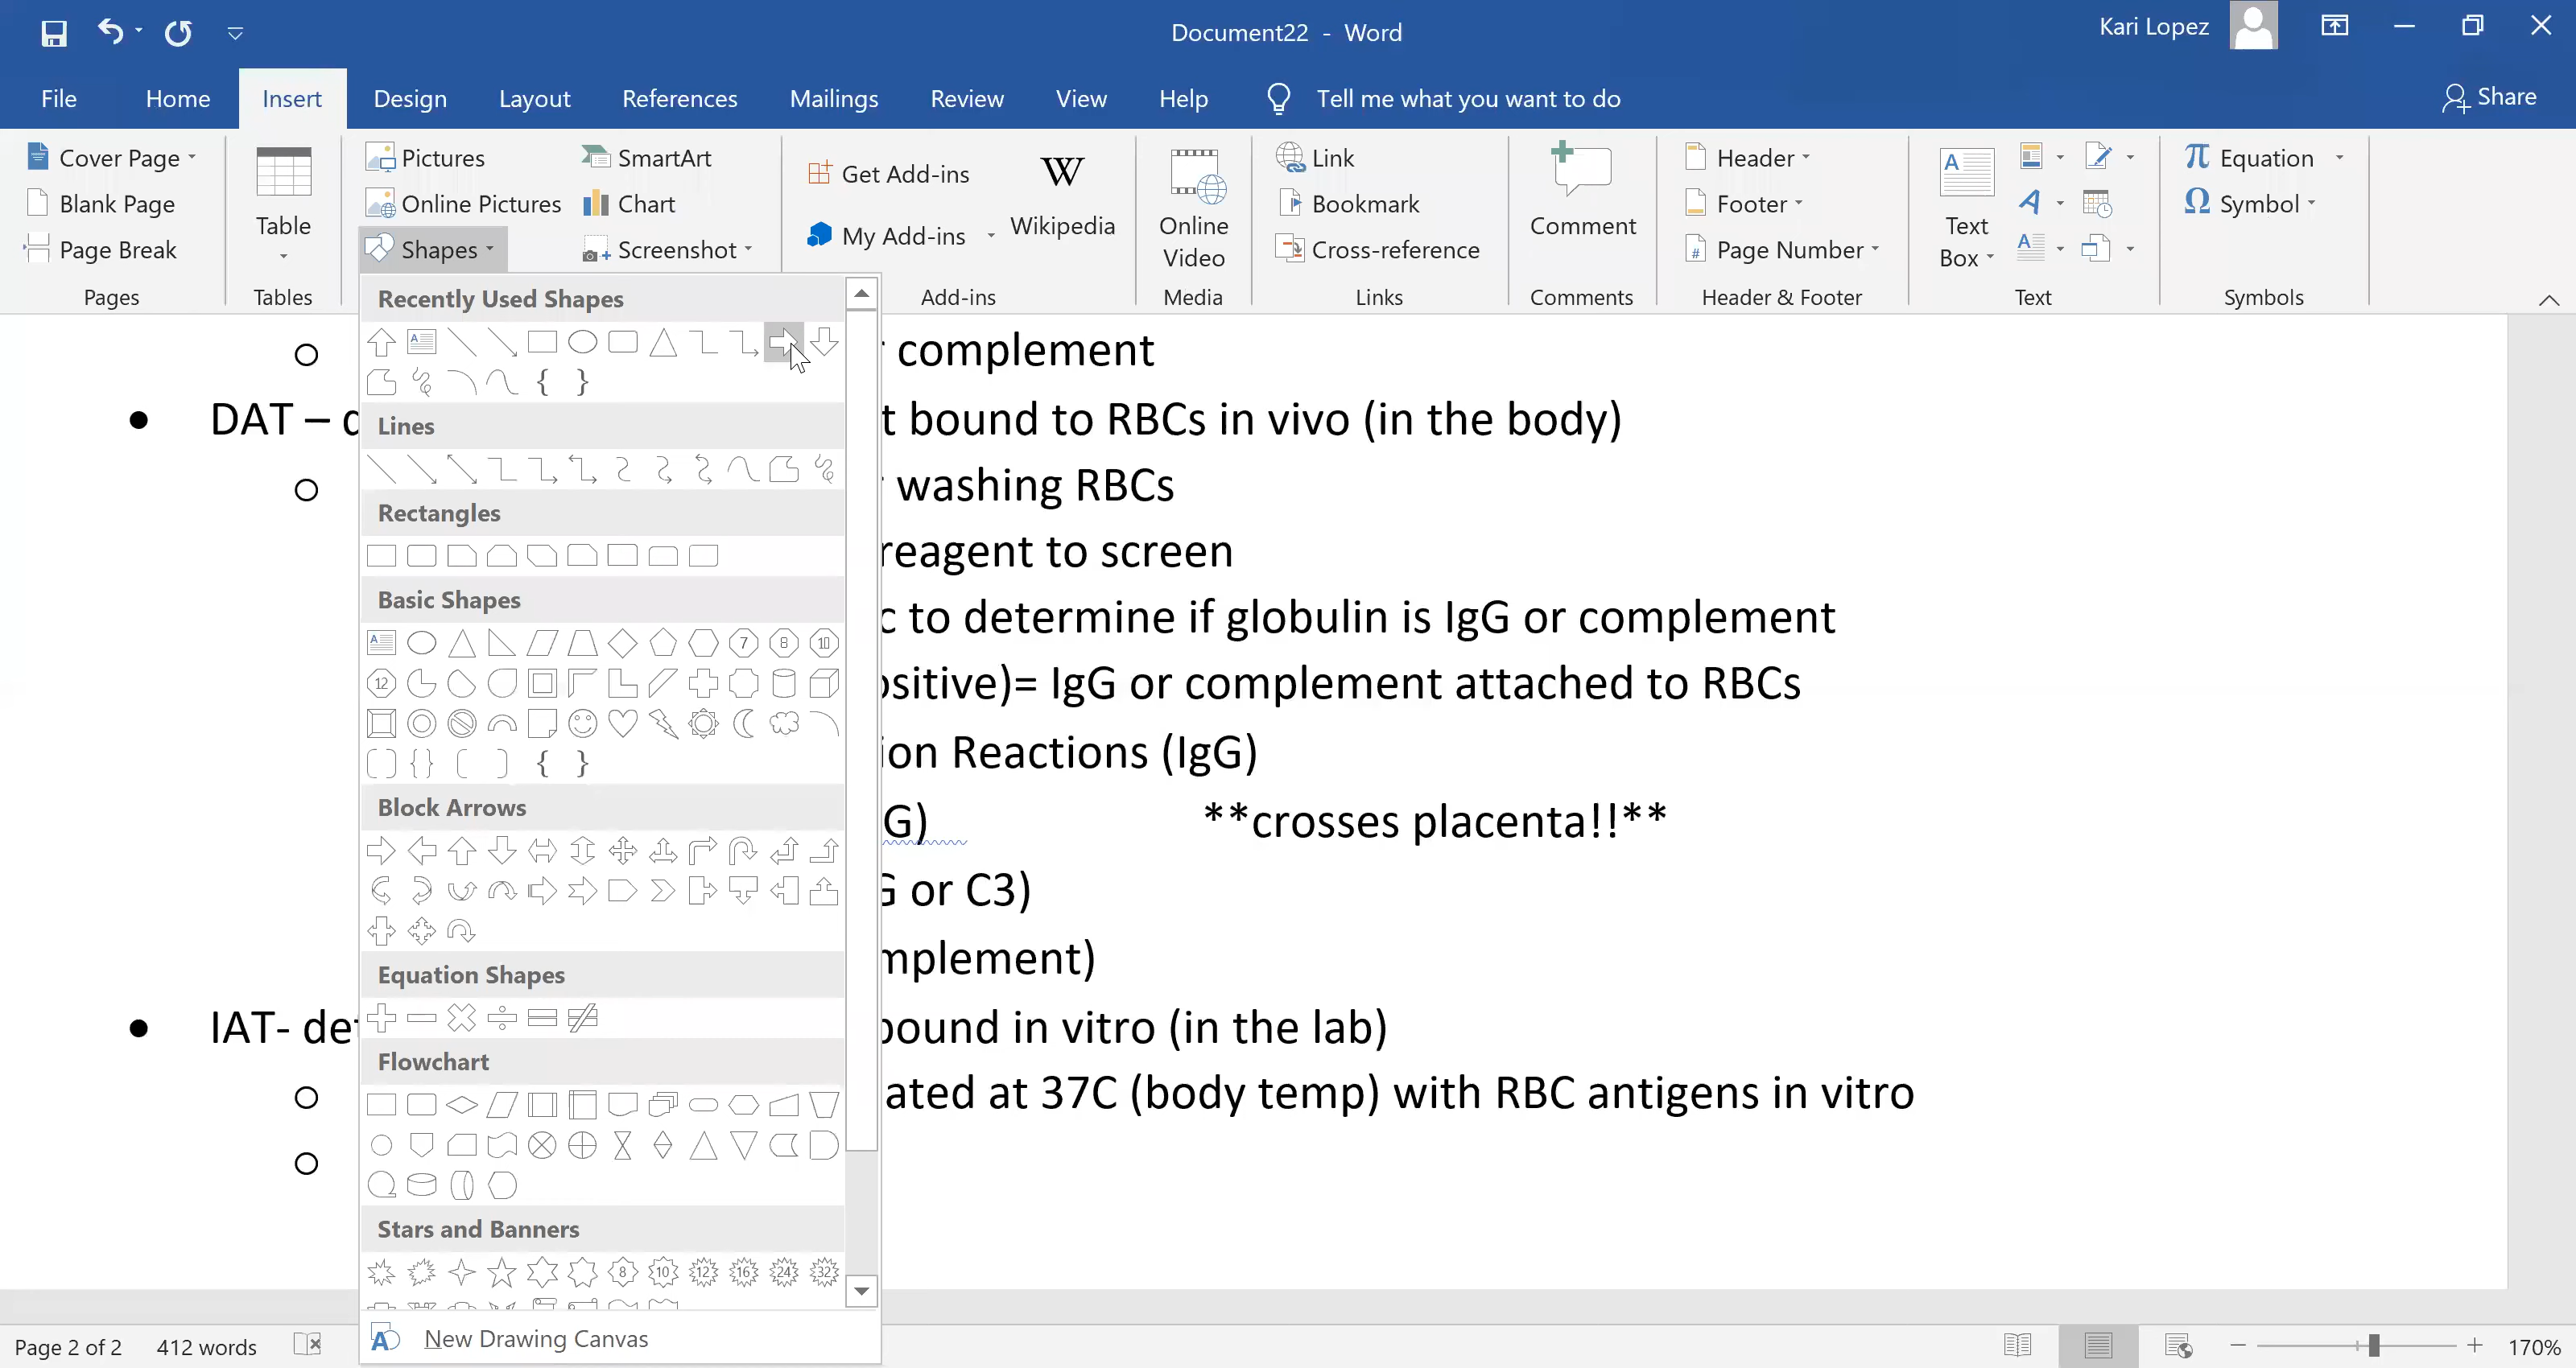 Document22 - Word
Kari Lopez
File Home Insert Design Layout References Mailings Review View Help Tell me what you want to do Share
Cover Page
Blank Page
Page Break
Pages
Table
Tables
Pictures
Online Pictures
Shapes
SmartArt
Chart
Screenshot
Get Add-ins
My Add-ins
Wikipedia
Add-ins
Online
Video
Media
Link
Bookmark
Cross-reference
Links
Comment
Comments
Header
Footer
Page Number
Header & Footer
Text
Box
Text
Equation
Symbol
Symbols
Recently Used Shapes
Lines
Rectangles
Basic Shapes
Block Arrows
Equation Shapes
Flowchart
Stars and Banners
New Drawing Canvas
complement
DAT – bound to RBCs in vivo (in the body)
washing RBCs
reagent to screen
to determine if globulin is IgG or complement
ositive)= IgG or complement attached to RBCs
ion Reactions (IgG)
G) **crosses placenta!!**
G or C3)
mplement)
IAT- det bound in vitro (in the lab)
ated at 37C (body temp) with RBC antigens in vitro
Page 2 of 2 412 words 170%